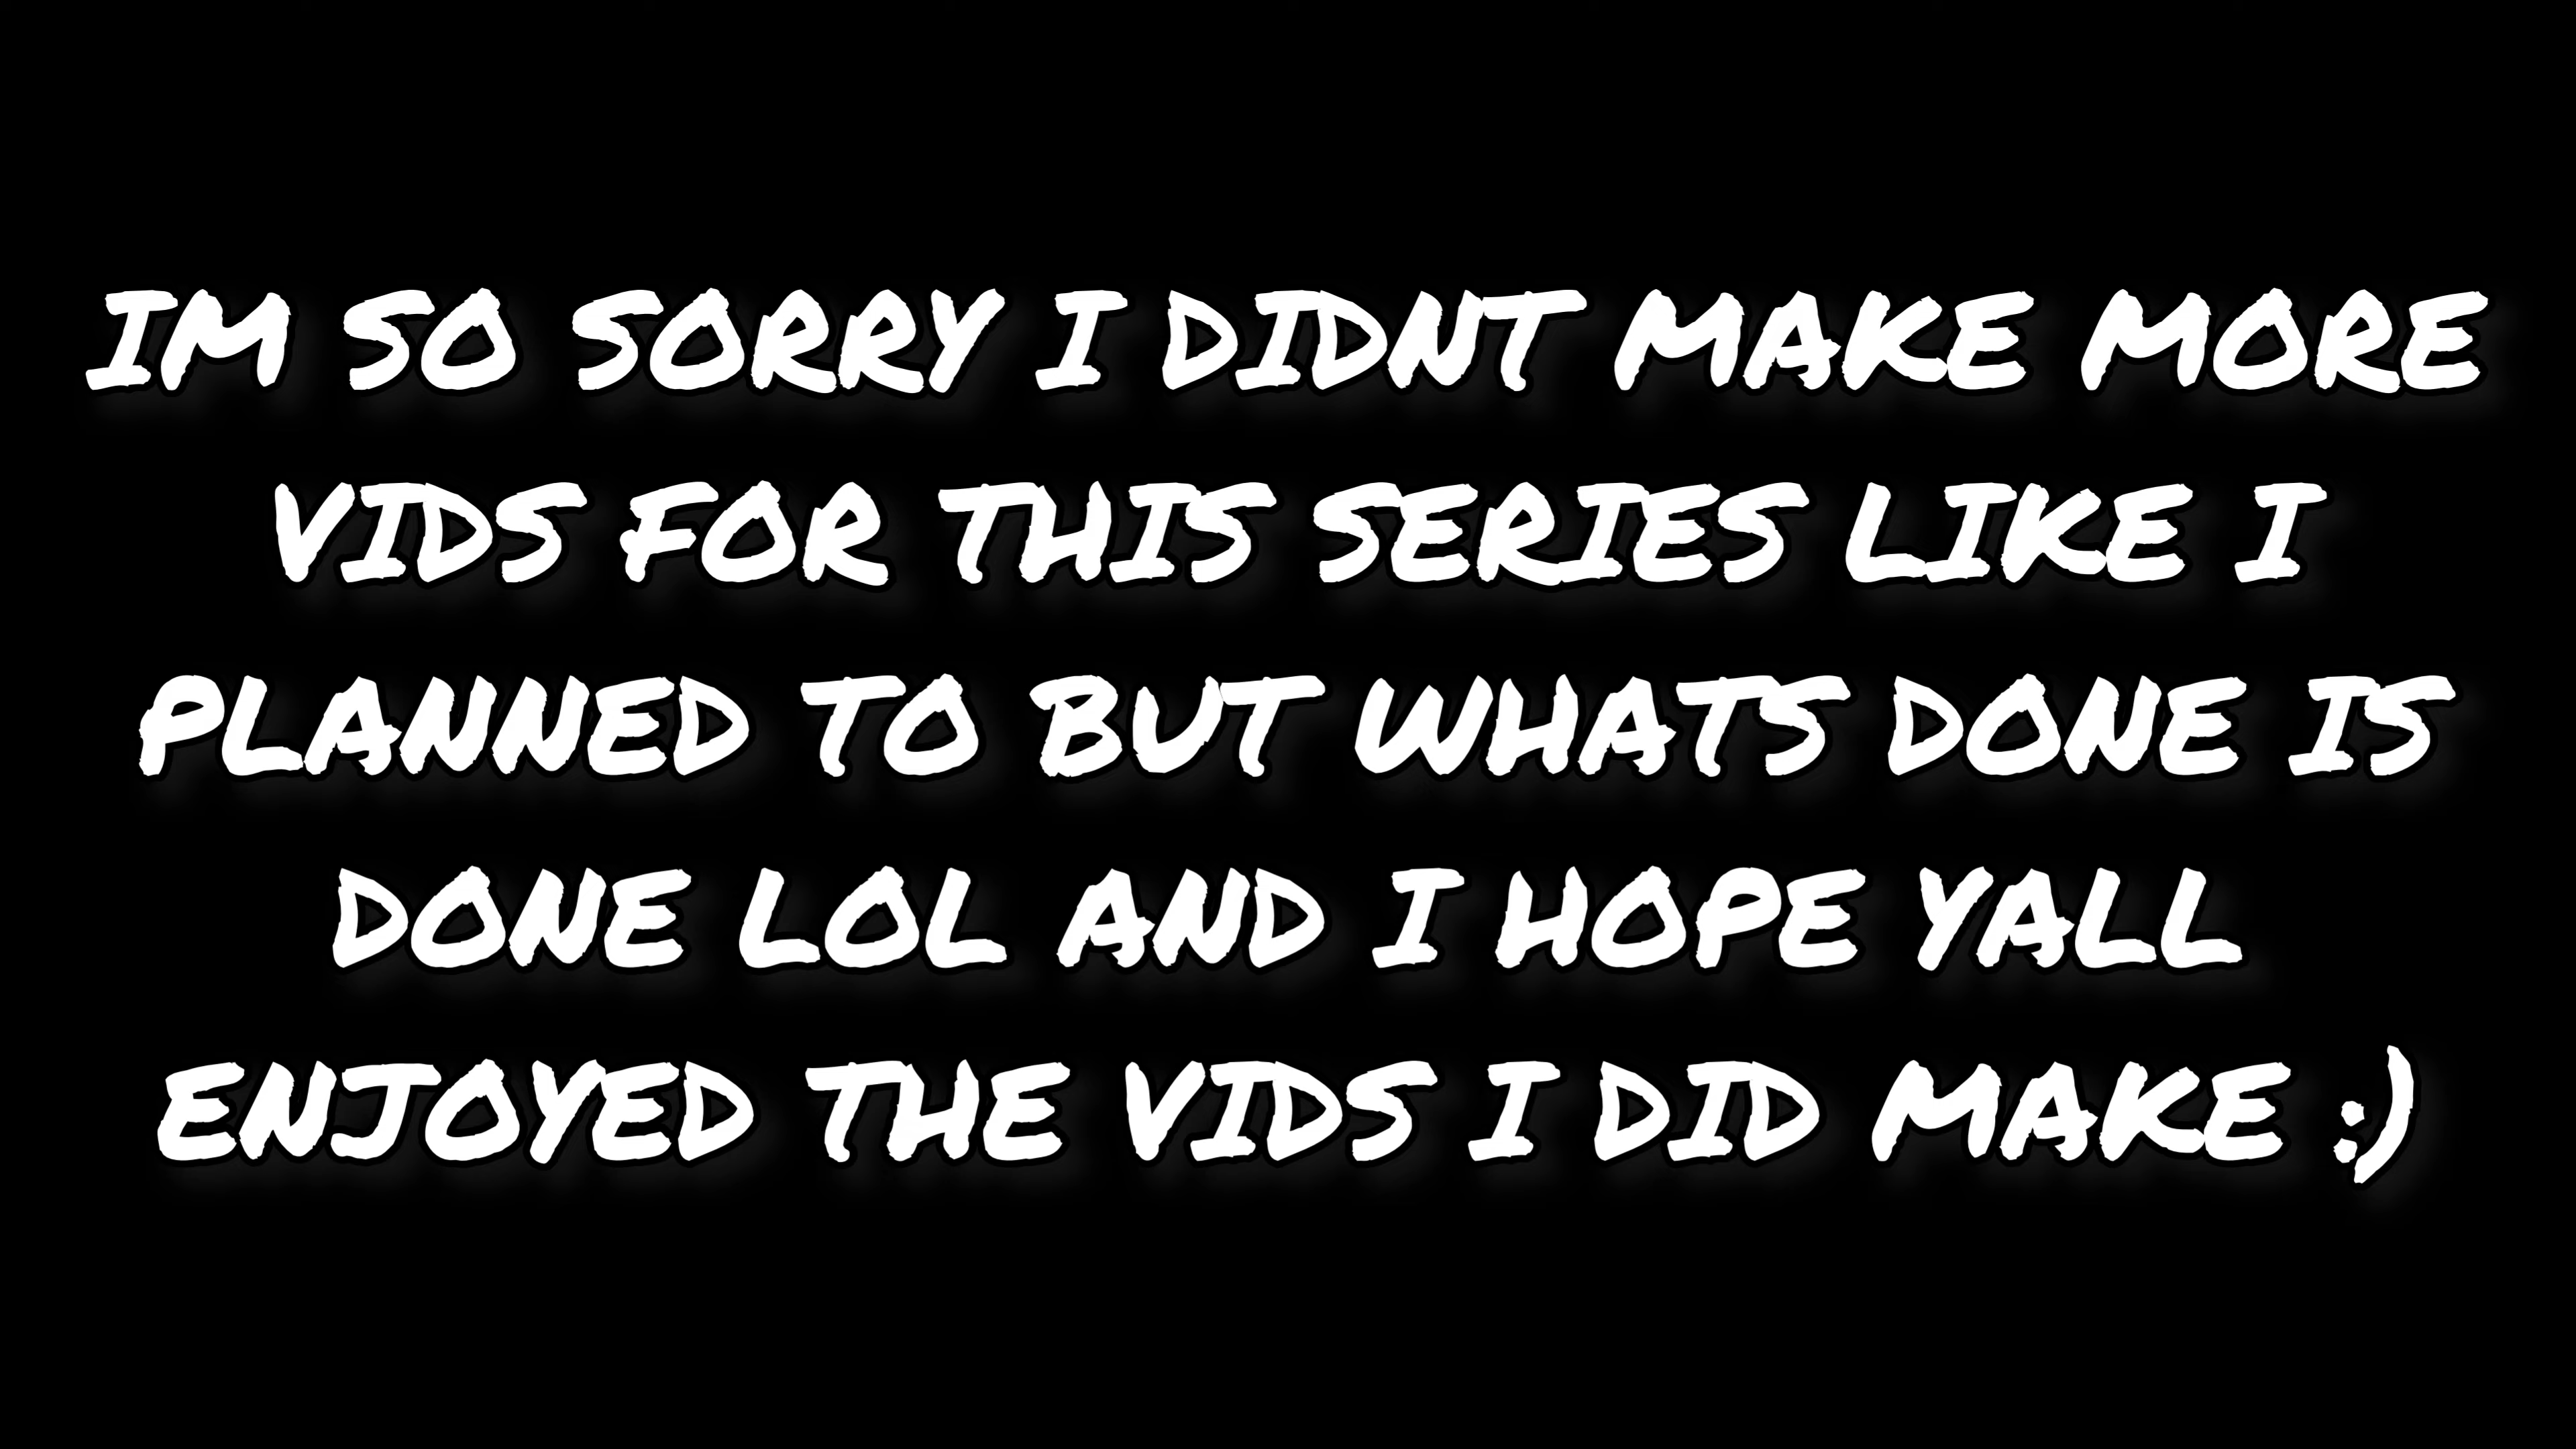 IM SO SORRY I DIDNT MAKE MORE
VIDS FOR THIS SERIES LIKE I
PLANNED TO BUT WHATS DONE IS
DONE LOL AND I HOPE YALL
ENJOYED THE VIDS I DID MAKE :)